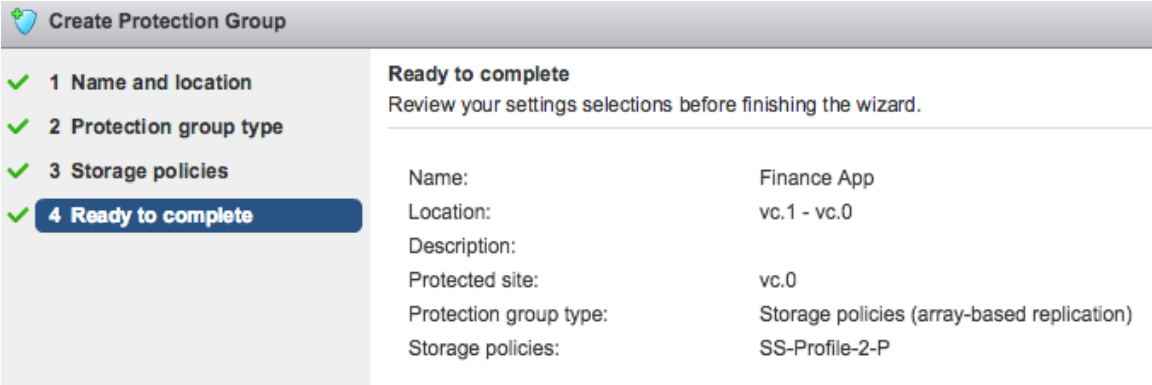 Create Protection Group
1 Name and location
2 Protection group type
3 Storage policies
4 Ready to complete
Ready to complete
Review your settings selections before finishing the wizard.
Name: Finance App
Location: vc.1 - vc.0
Description:
Protected site: vc.0
Protection group type: Storage policies (array-based replication)
Storage policies: SS-Profile-2-P